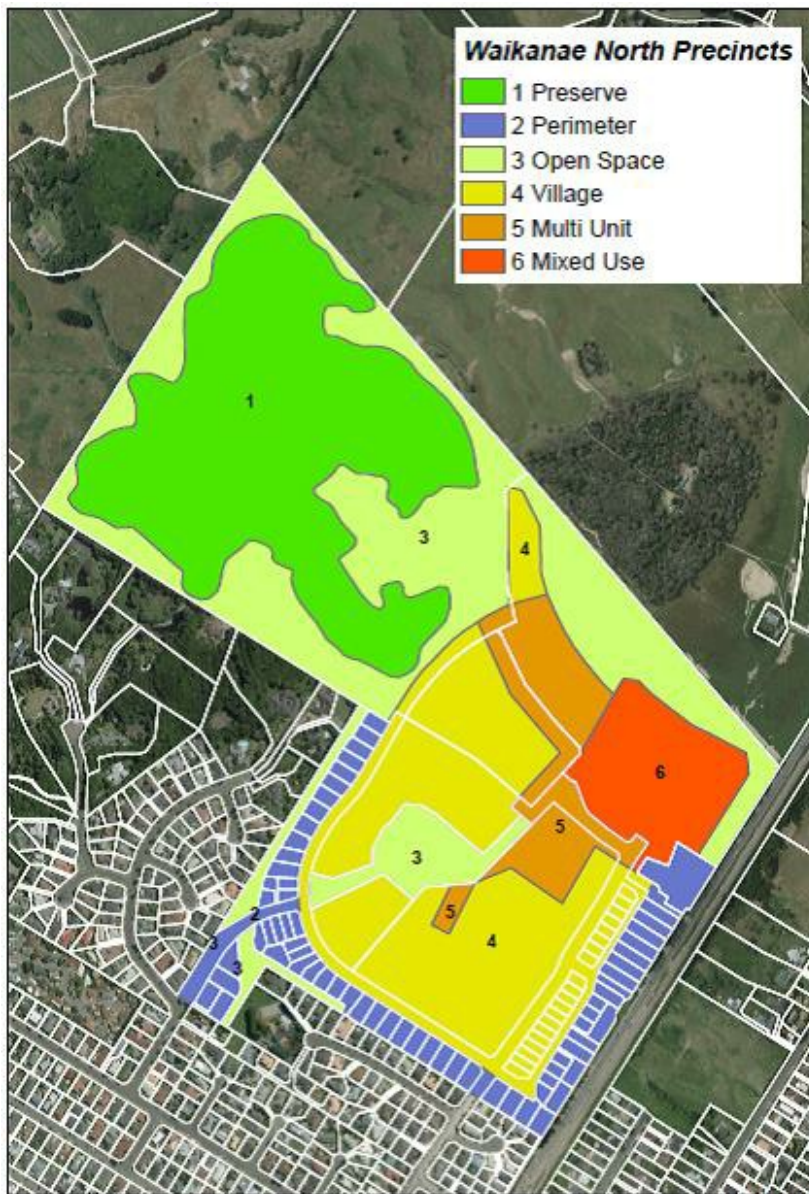 Waikanae North Precincts
1 Preserve
2 Perimeter
3 Open Space
4 Village
5 Multi Unit
6 Mixed Use
1
3
4
6
5
3
5
2
3
4
3